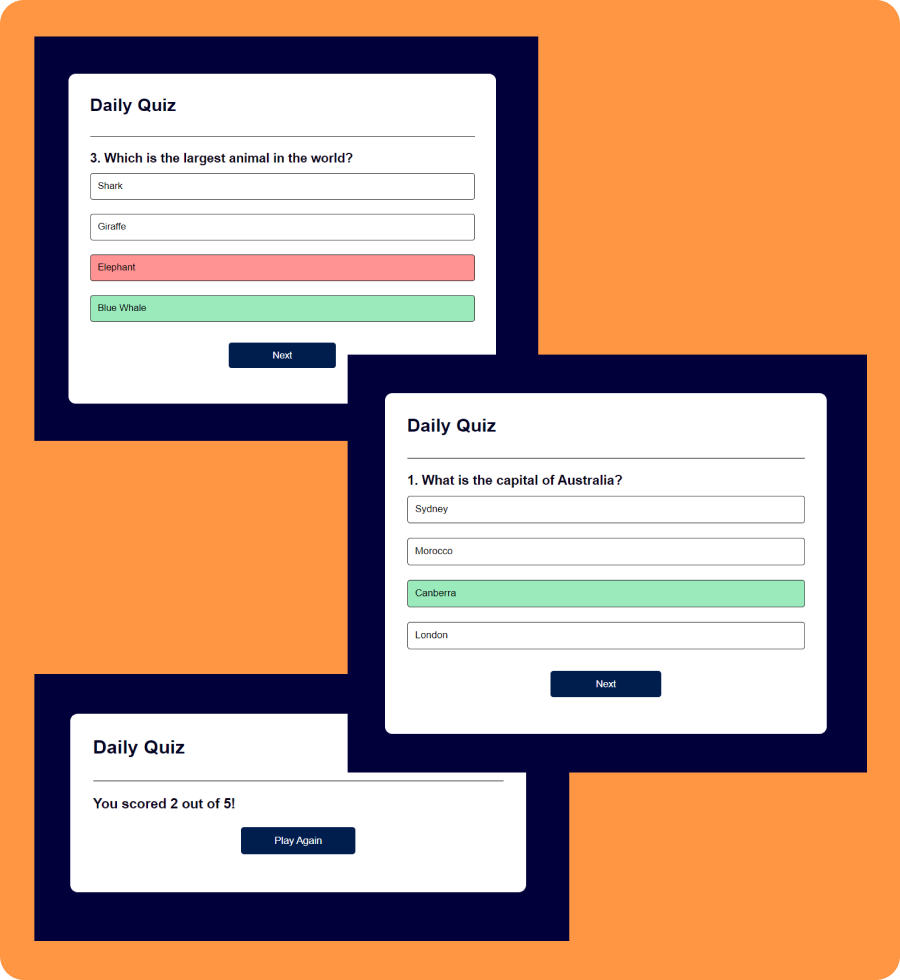 Daily Quiz
3. Which is the largest animal in the world?
Shark
Giraffe
Elephant
Blue Whale
Next
Daily Quiz
1. What is the capital of Australia?
Sydney
Morocco
Canberra
London
Next
Daily Quiz
You scored 2 out of 5!
Play Again